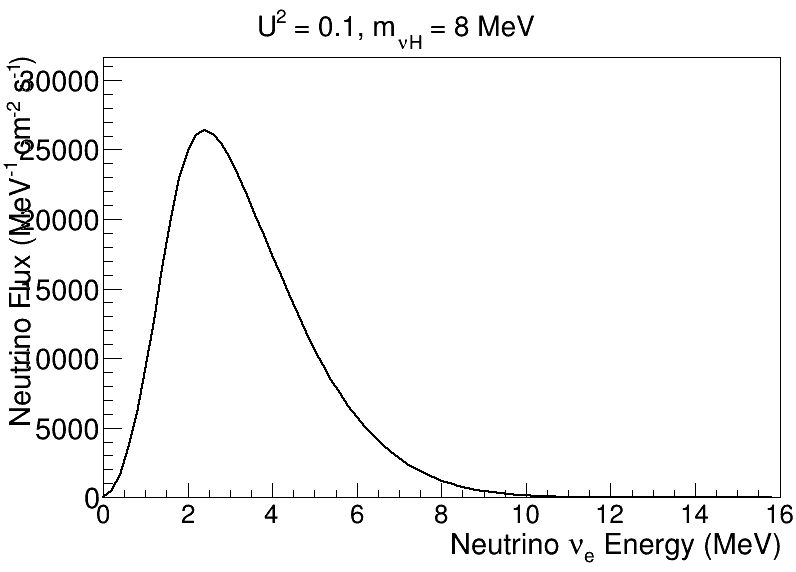 U² = 0.1, m_νH = 8 MeV
Neutrino Flux (MeV⁻¹ cm⁻² s⁻¹)
30000
25000
20000
15000
10000
5000
0
0 2 4 6 8 10 12 14 16
Neutrino νₑ Energy (MeV)